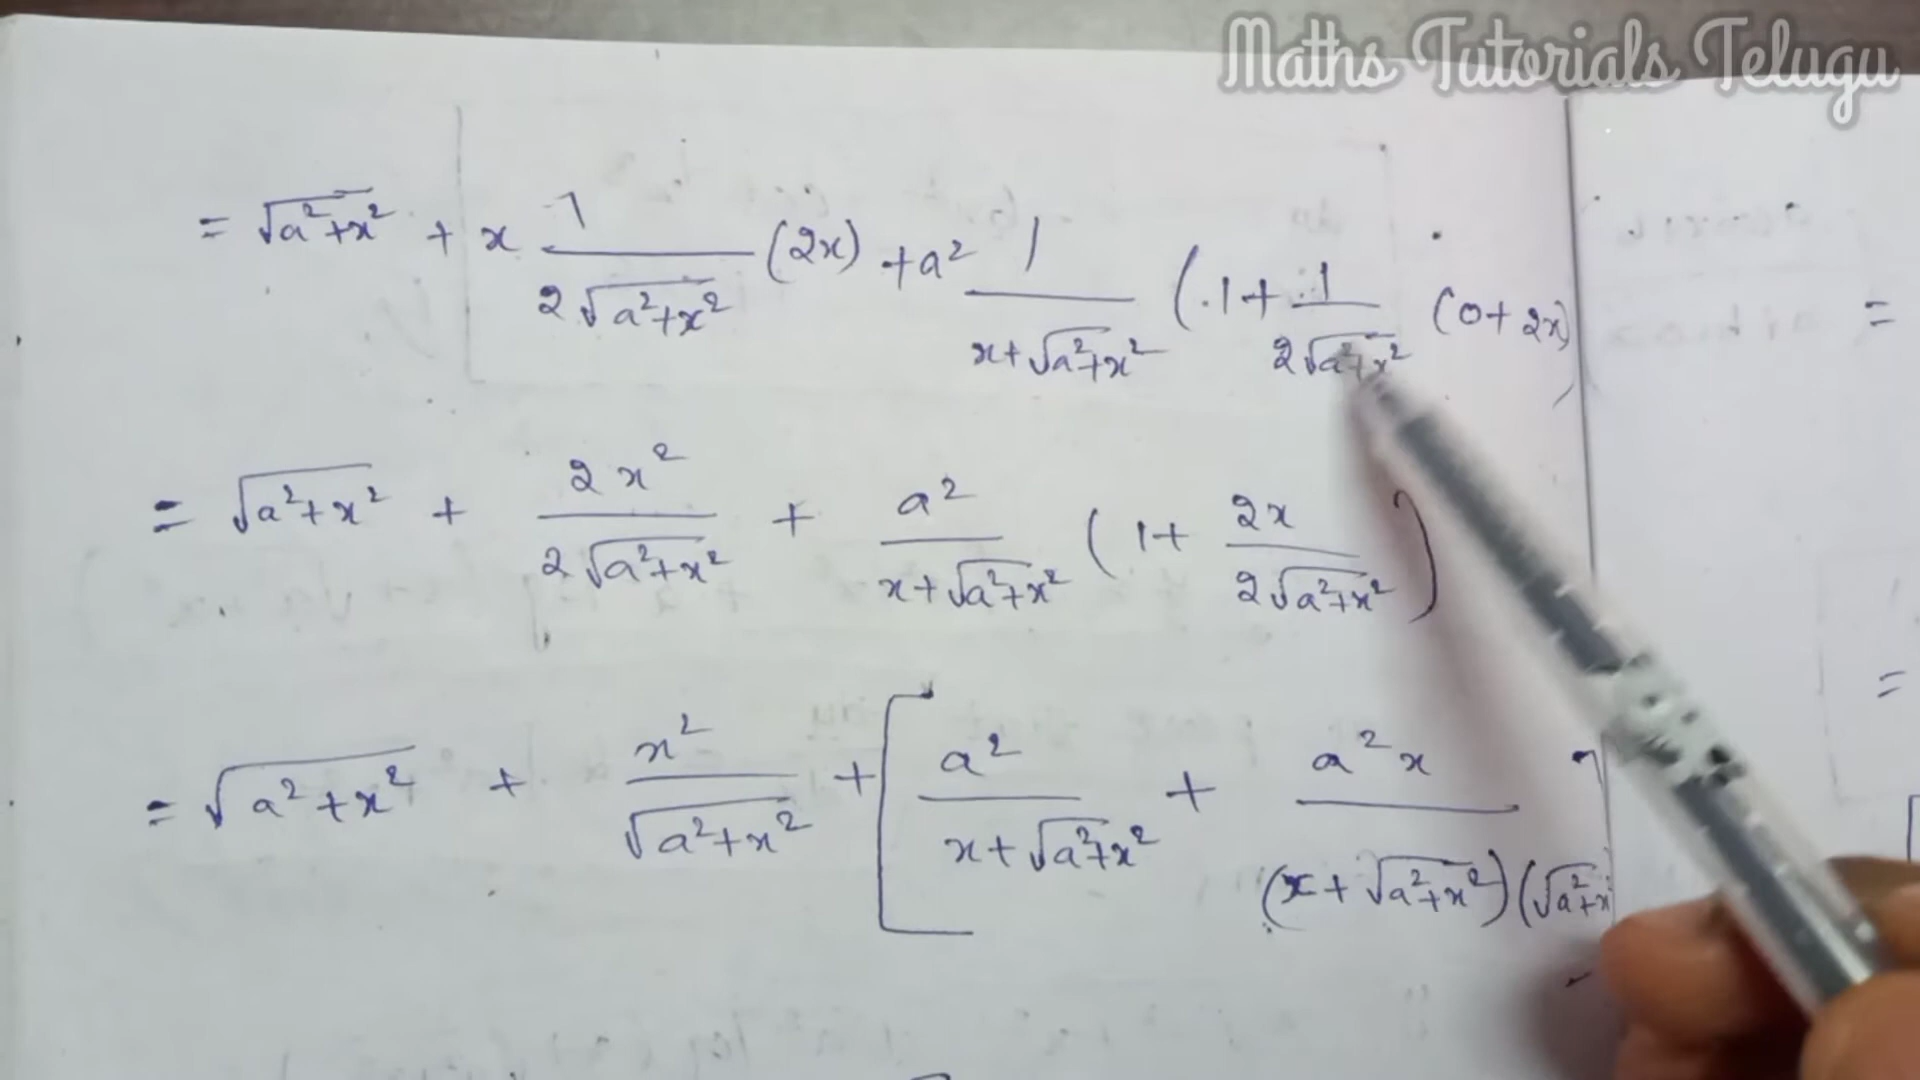 Maths Tutorials Telugu
= √(a²+x²) + x 1/(2√(a²+x²)) (2x) + a² 1/(x+√(a²+x²)) (1 + 1/(2√(a²+x²)) (0+2x)
= √(a²+x²) + 2x²/(2√(a²+x²)) + a²/(x+√(a²+x²)) (1 + 2x/(2√(a²+x²)))
= √(a²+x²) + x²/√(a²+x²) + [a²/(x+√(a²+x²)) + a²x/((x+√(a²+x²))(√(a²+x
=
=